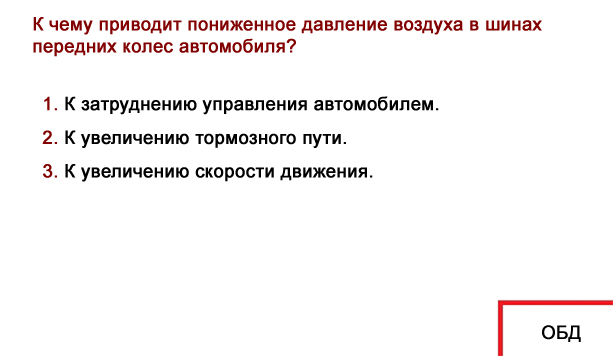 К чему приводит пониженное давление воздуха в шинах
передних колес автомобиля?
1. К затруднению управления автомобилем.
2. К увеличению тормозного пути.
3. К увеличению скорости движения.
ОБД